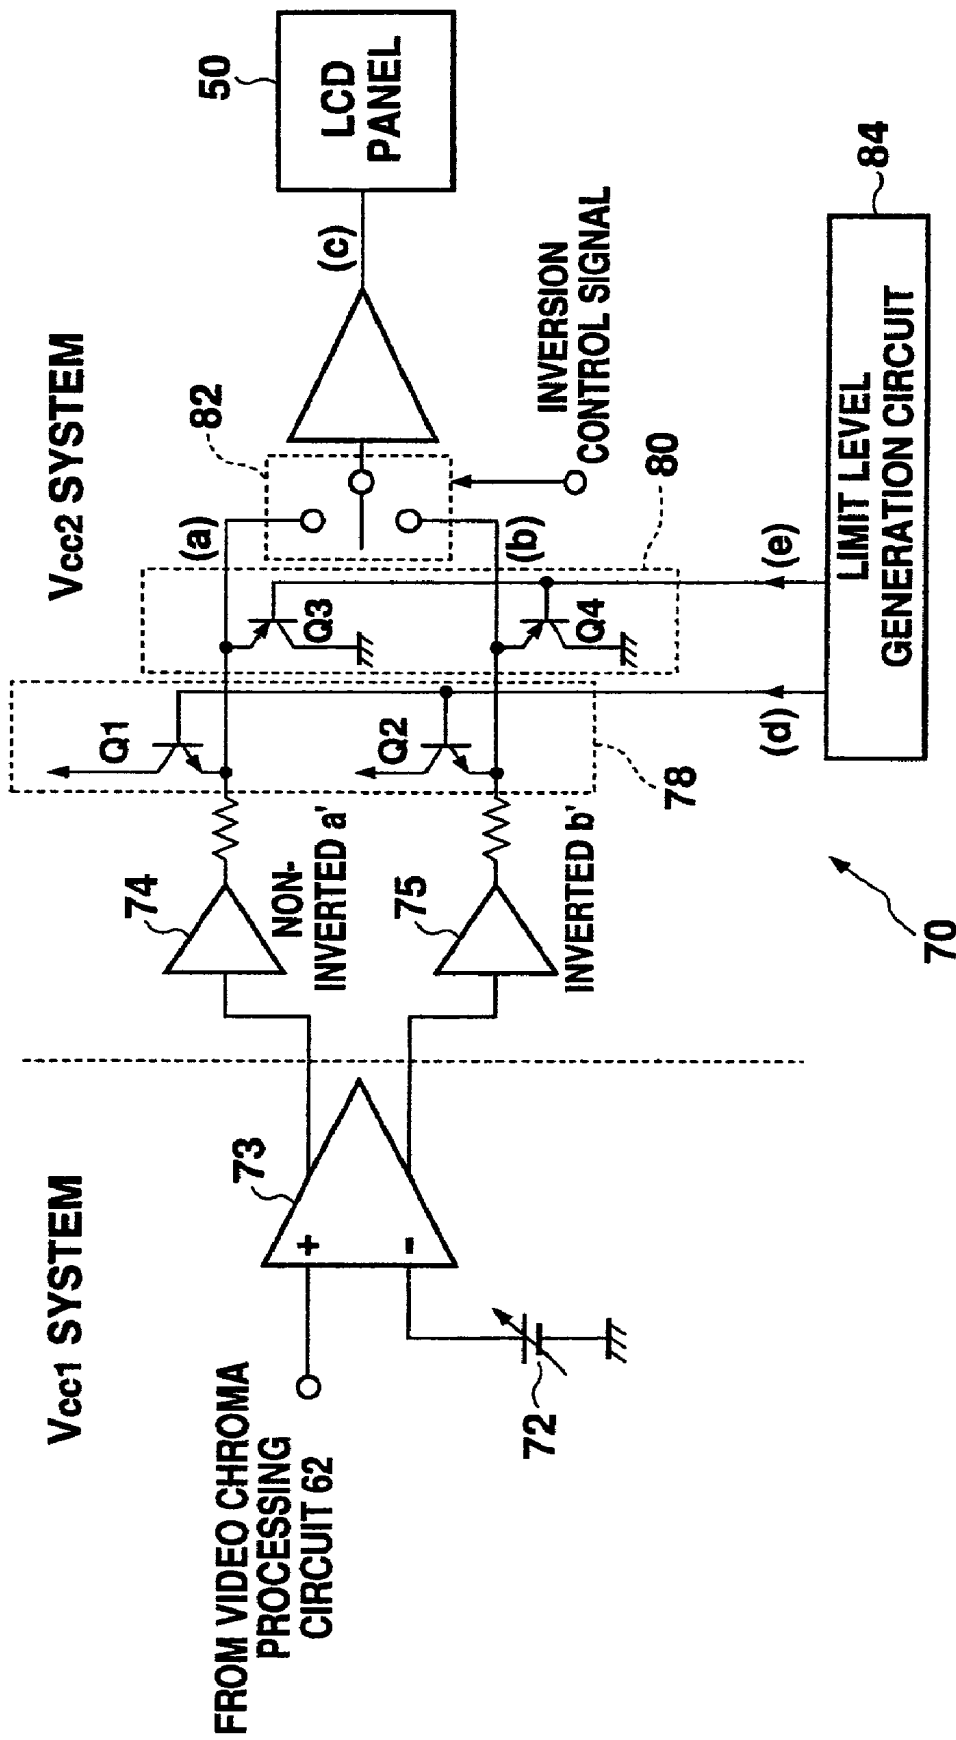 Vcc1 SYSTEM
Vcc2 SYSTEM
FROM VIDEO CHROMA
PROCESSING
CIRCUIT 62
72
73
+
-
74
NON-
INVERTED a'
75
INVERTED b'
Q1
Q2
78
Q3
Q4
80
(a)
(b)
82
INVERSION
CONTROL SIGNAL
(c)
50
LCD
PANEL
(d)
(e)
LIMIT LEVEL
GENERATION CIRCUIT
84
70